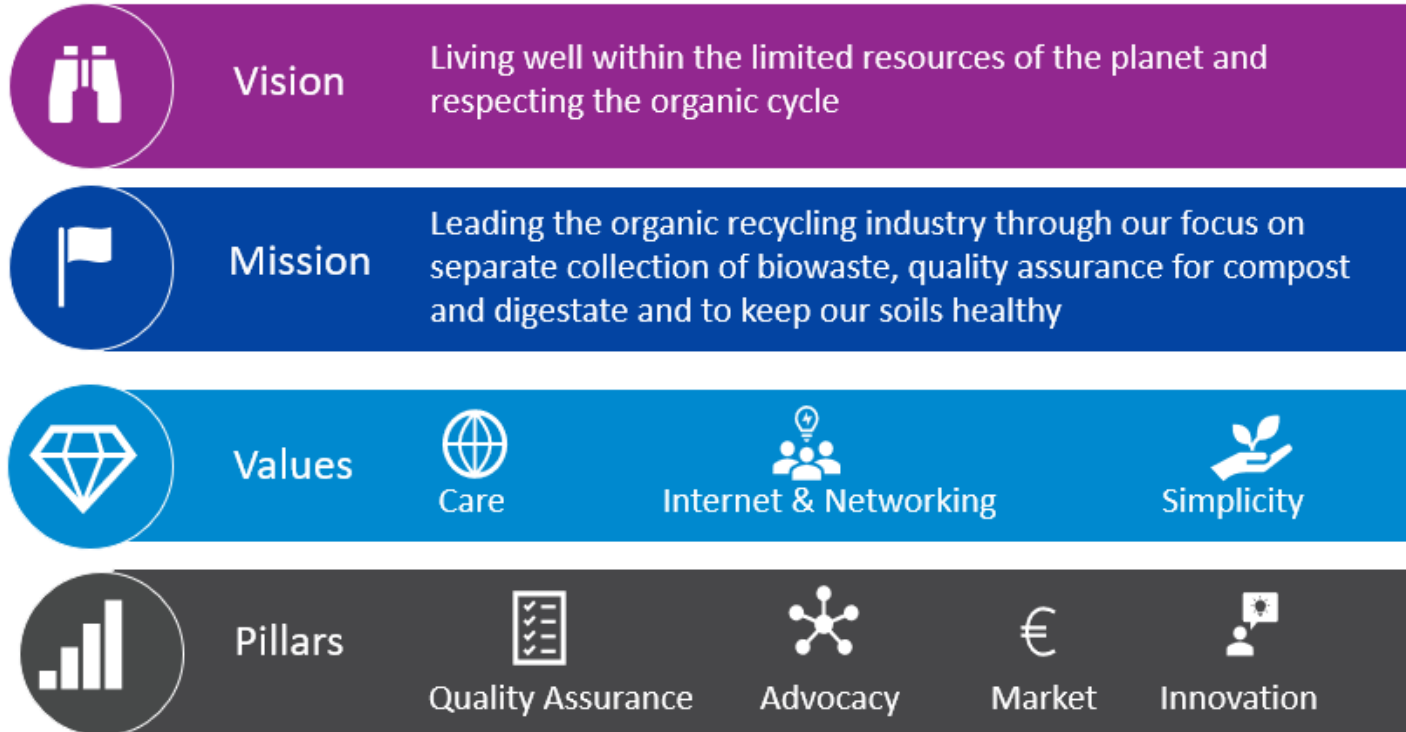 Vision
Living well within the limited resources of the planet and
respecting the organic cycle
Mission
Leading the organic recycling industry through our focus on
separate collection of biowaste, quality assurance for compost
and digestate and to keep our soils healthy
Values
Care
Internet & Networking
Simplicity
Pillars
€
Quality Assurance
Advocacy
Market
Innovation